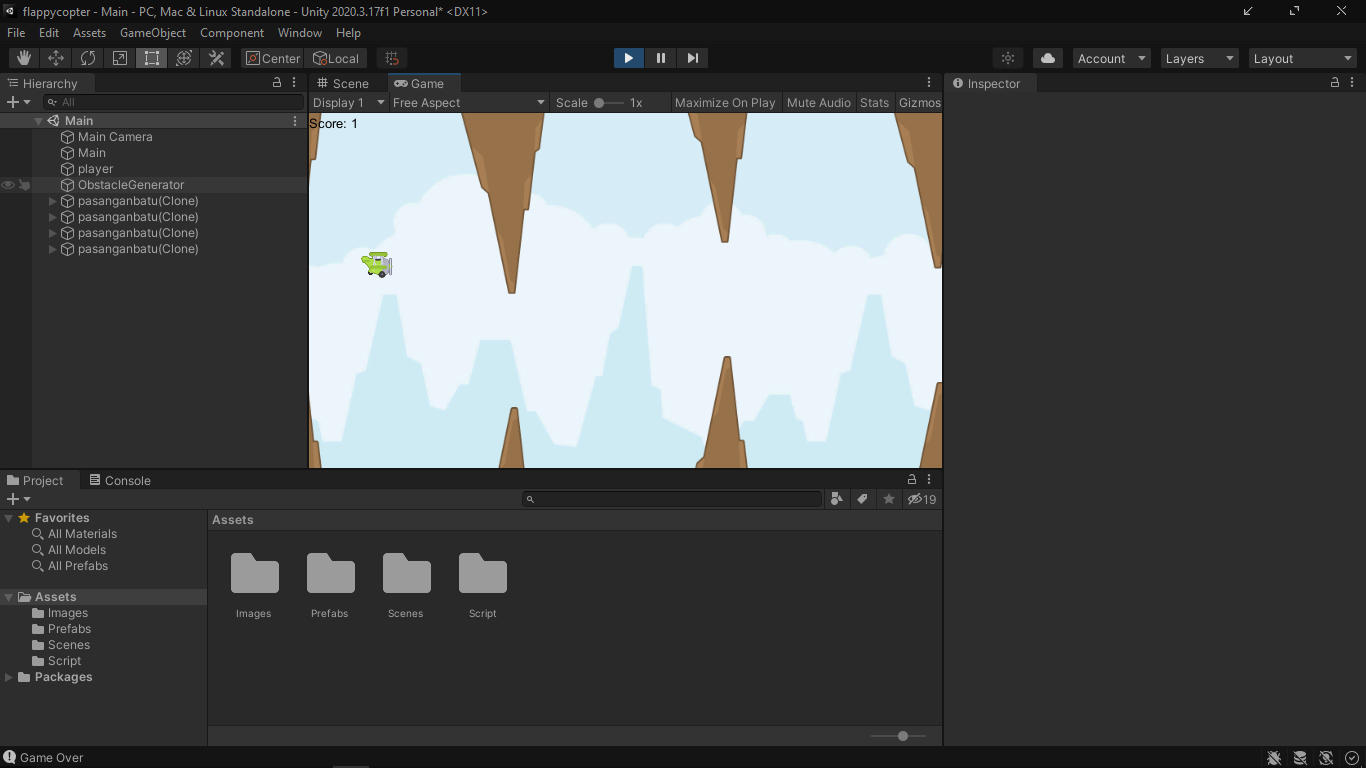 flappycopter - Main - PC, Mac & Linux Standalone - Unity 2020.3.17f1 Personal* <DX11>
File Edit Assets GameObject Component Window Help
Center Local Account Layers Layout
Hierarchy
All
Main
Main Camera
Main
player
ObstacleGenerator
pasanganbatu(Clone)
pasanganbatu(Clone)
pasanganbatu(Clone)
pasanganbatu(Clone)
Scene Game
Display 1 Free Aspect Scale 1x Maximize On Play Mute Audio Stats Gizmos
Score: 1
Inspector
Project Console
19
Favorites
All Materials
All Models
All Prefabs
Assets
Images
Prefabs
Scenes
Script
Packages
Assets
Images Prefabs Scenes Script
Game Over